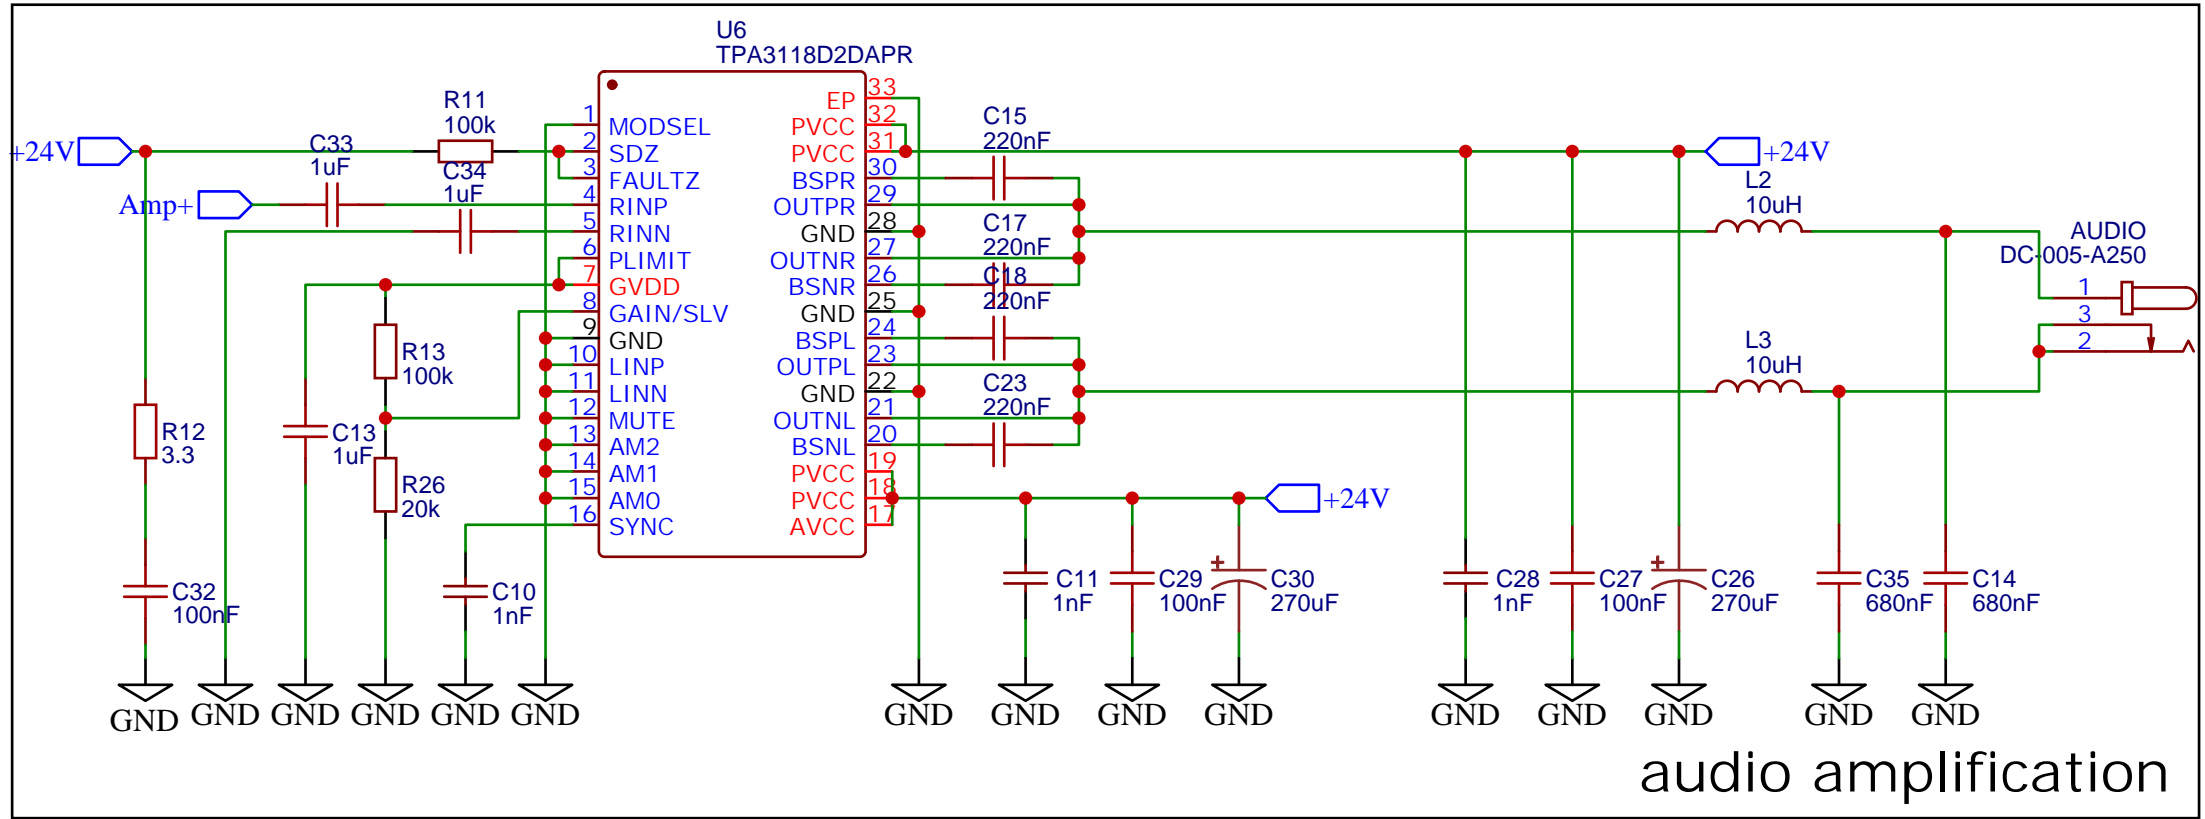 U6
TPA3118D2DAPR
+24V
Amp+
R11
100k
C33
1uF
C34
1uF
1
2
3
4
5
6
7
8
9
10
11
12
13
14
15
16
MODSEL
SDZ
FAULTZ
RINP
RINN
PLIMIT
GVDD
GAIN/SLV
GND
LINP
LINN
MUTE
AM2
AM1
AM0
SYNC
EP
PVCC
PVCC
BSPR
OUTPR
GND
OUTNR
BSNR
GND
BSPL
OUTPL
GND
OUTNL
BSNL
PVCC
PVCC
AVCC
33
32
31
30
29
28
27
26
25
24
23
22
21
20
19
18
17
C15
220nF
C17
220nF
C18
220nF
C23
220nF
+24V
L2
10uH
L3
10uH
AUDIO
DC-005-A250
1
3
2
R13
100k
R12
3.3
C13
1uF
R26
20k
+24V
C32
100nF
C10
1nF
C11
1nF
C29
100nF
+
C30
270uF
C28
1nF
C27
100nF
+
C26
270uF
C35
680nF
C14
680nF
GND GND GND GND GND GND GND GND GND GND GND GND GND GND GND
audio amplification